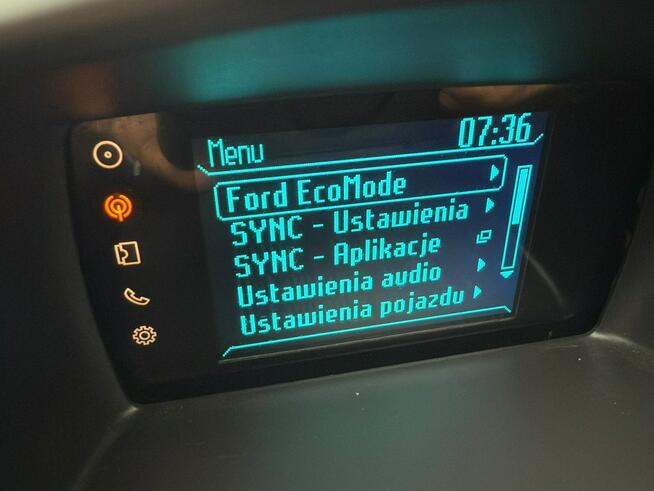 Menu 07:36
Ford EcoMode
SYNC - Ustawienia
SYNC - Aplikacje
Ustawienia audio
Ustawienia pojazdu